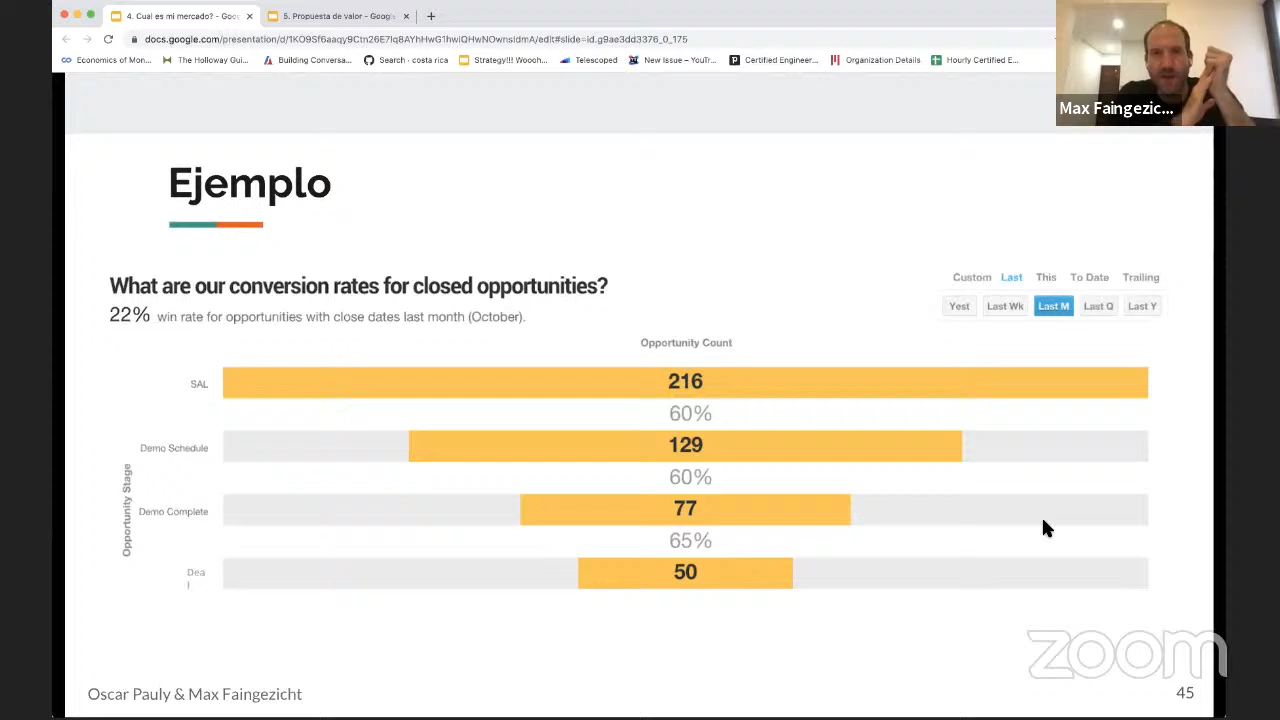 4. Cual es mi mercado? - Goo
5. Propuesta de valor - Googl
docs.google.com/presentation/d/1KO9Sf6aaqy9Ctn26E7Iq8AYhHwG1hwiQHwNOwnsIdmA/edit#slide=id.g9ae3dd3376_0_175
Economics of Mon... The Holloway Gui... Building Conversa... Search · costa rica Strategy!!! Wooch... Telescoped New Issue – YouTr... Certified Engineer... Organization Details Hourly Certified E...
Max Faingezic...
Ejemplo
What are our conversion rates for closed opportunities?
22% win rate for opportunities with close dates last month (October).
Custom Last This To Date Trailing
Yest Last Wk Last M Last Q Last Y
Opportunity Count
Opportunity Stage
SAL 216
60%
Demo Schedule 129
60%
Demo Complete 77
65%
Dea
l
50
zoom
Oscar Pauly & Max Faingezicht
45